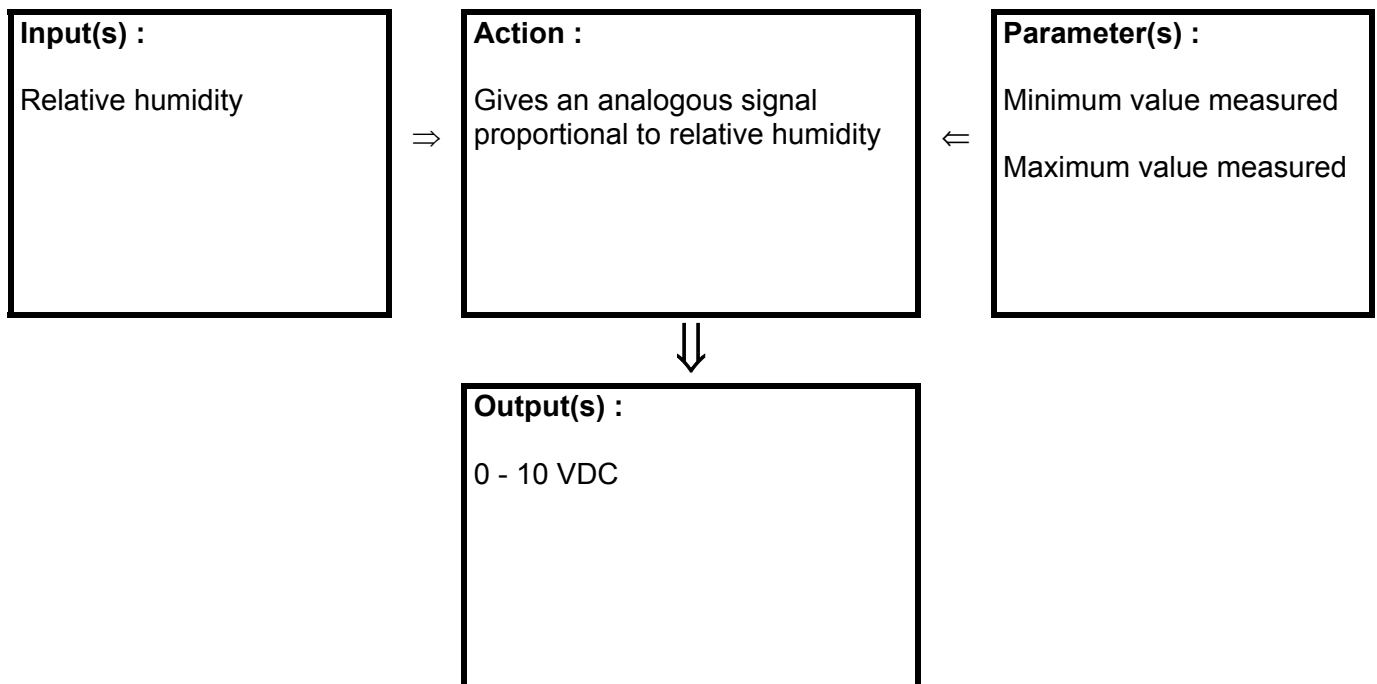 Input(s) :
Relative humidity
⇒
Action :
Gives an analogous signal
proportional to relative humidity
⇐
Parameter(s) :
Minimum value measured
Maximum value measured
⇓
Output(s) :
0 - 10 VDC